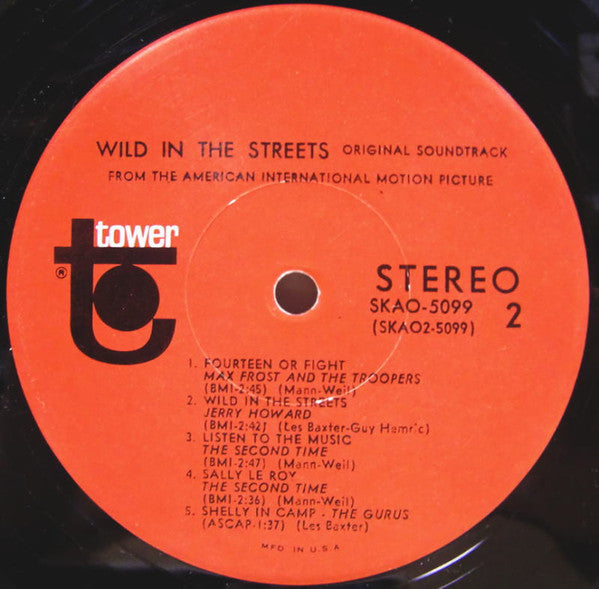 WILD IN THE STREETS ORIGINAL SOUNDTRACK
FROM THE AMERICAN INTERNATIONAL MOTION PICTURE
tower
®
STEREO
SKAO-5099
(SKAO2-5099)
2
1. FOURTEEN OR FIGHT
MAX FROST AND THE TROOPERS
(BMI-2:45) (Mann-Weil)
2. WILD IN THE STREETS
JERRY HOWARD
(BMI-2:42) (Les Baxter-Guy Hemric)
3. LISTEN TO THE MUSIC
THE SECOND TIME
(BMI-2:47) (Mann-Weil)
4. SALLY LE ROY
THE SECOND TIME
(BMI-2:36) (Mann-Weil)
5. SHELLY IN CAMP - THE GURUS
(ASCAP-1:37) (Les Baxter)
MFD IN U.S.A